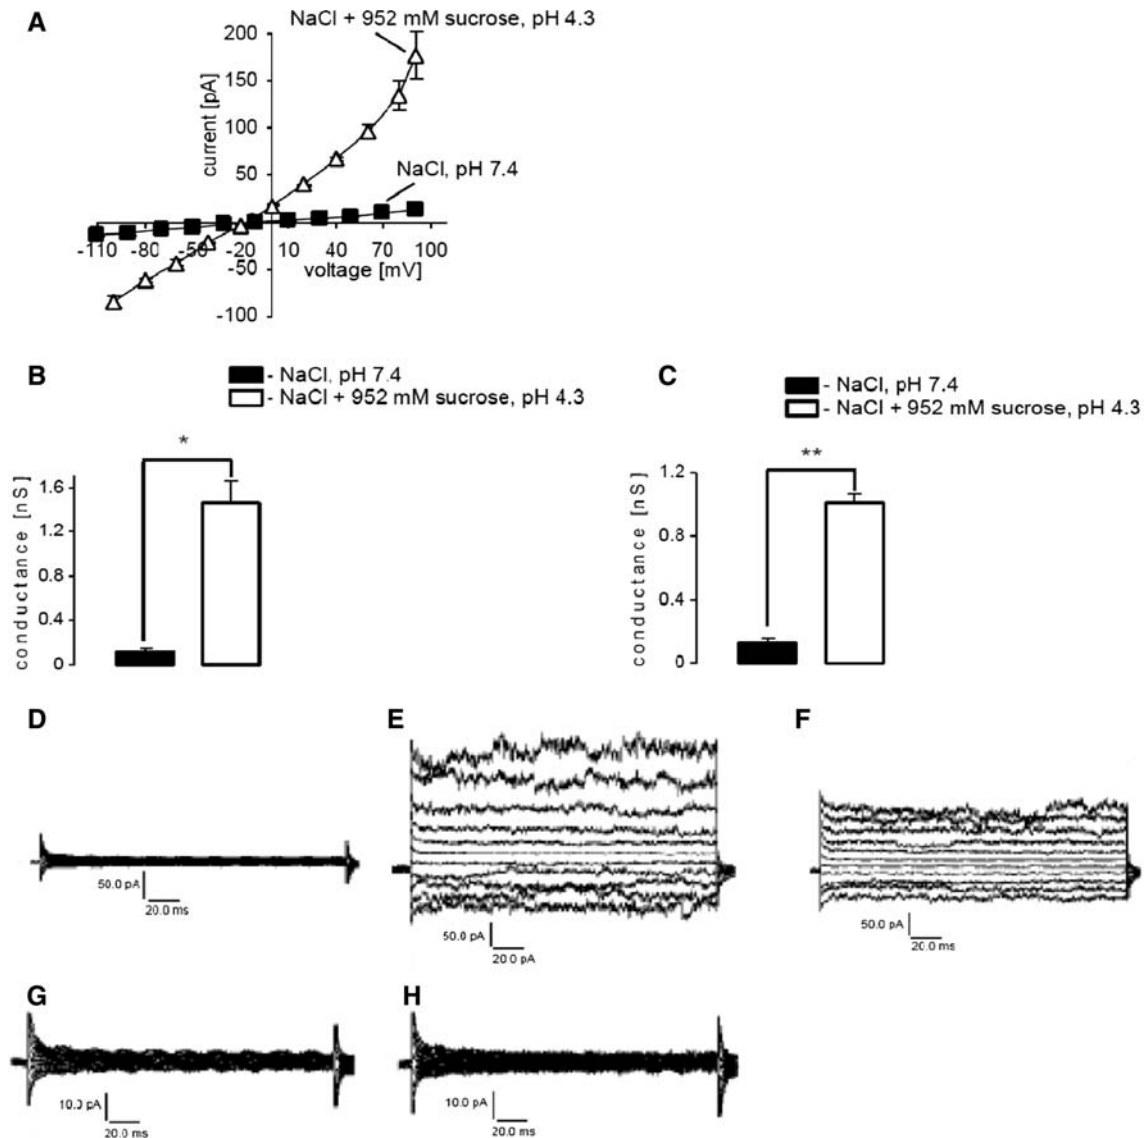 A
NaCl + 952 mM sucrose, pH 4.3
200
150
100
50
-50
-100
current [pA]
NaCl, pH 7.4
-110 -80 -50 -20 10 40 70 100
voltage [mV]
B
- NaCl, pH 7.4
- NaCl + 952 mM sucrose, pH 4.3
*
conductance [nS]
1.6
1.2
0.8
0.4
0
C
- NaCl, pH 7.4
- NaCl + 952 mM sucrose, pH 4.3
**
conductance [nS]
1.2
0.8
0.4
0
D
50.0 pA
20.0 ms
E
50.0 pA
20.0 pA
F
50.0 pA
20.0 ms
G
10.0 pA
20.0 ms
H
10.0 pA
20.0 ms